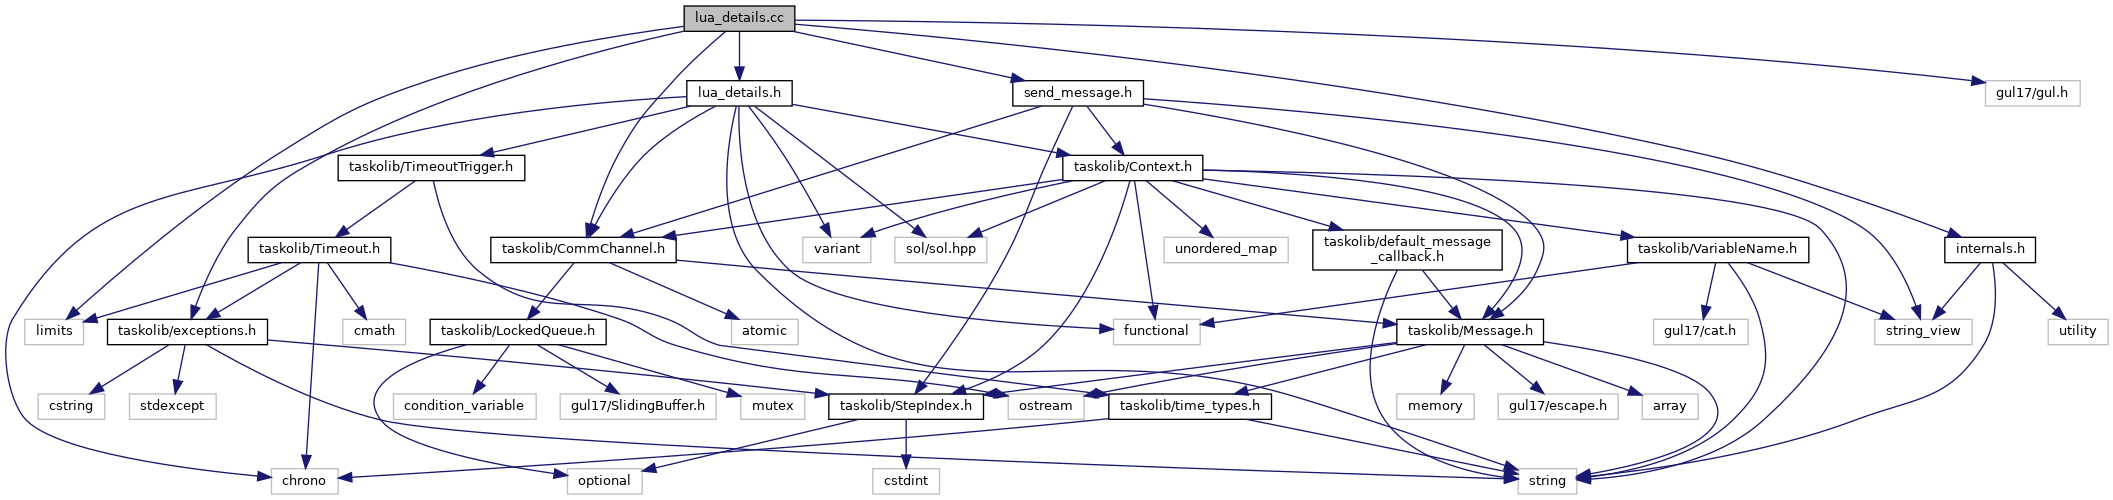 lua_details.cc
lua_details.h
send_message.h
gul17/gul.h
taskolib/TimeoutTrigger.h
taskolib/Context.h
taskolib/Timeout.h
taskolib/CommChannel.h
variant
sol/sol.hpp
unordered_map
taskolib/default_message
_callback.h
taskolib/VariableName.h
internals.h
limits
taskolib/exceptions.h
cmath
taskolib/LockedQueue.h
atomic
functional
taskolib/Message.h
gul17/cat.h
string_view
utility
cstring
stdexcept
condition_variable
gul17/SlidingBuffer.h
mutex
taskolib/StepIndex.h
ostream
taskolib/time_types.h
memory
gul17/escape.h
array
chrono
optional
cstdint
string